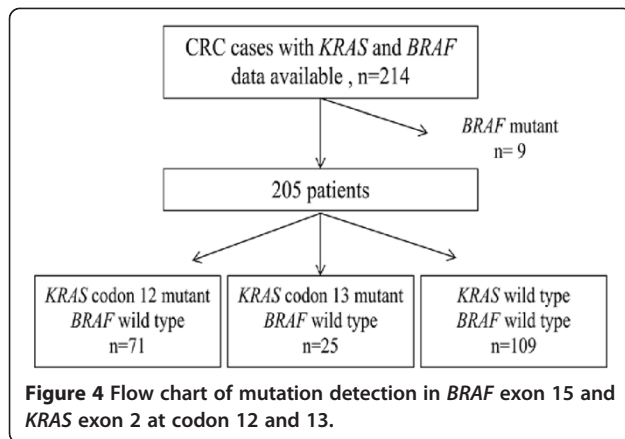 CRC cases with KRAS and BRAF
data available , n=214
BRAF mutant
n= 9
205 patients
KRAS codon 12 mutant
BRAF wild type
n=71
KRAS codon 13 mutant
BRAF wild type
n=25
KRAS wild type
BRAF wild type
n=109
Figure 4 Flow chart of mutation detection in BRAF exon 15 and
KRAS exon 2 at codon 12 and 13.